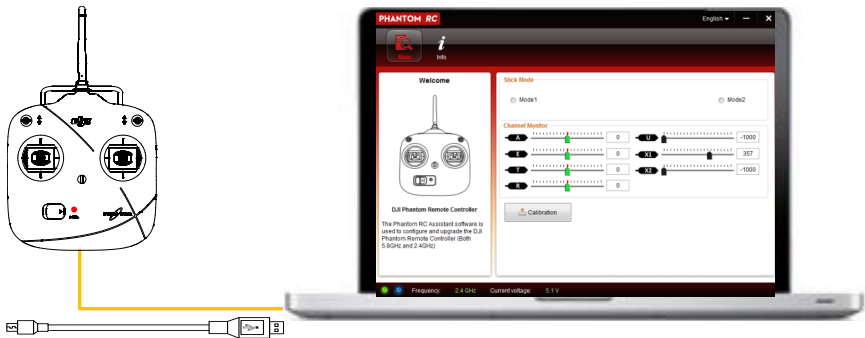 PHANTOM RC
English
Main
Info
Welcome
DJI Phantom Remote Controller
The Phantom RC Assistant software is
used to configure and upgrade the DJI
Phantom Remote Controller (Both
5.8GHz and 2.4GHz)
Stick Mode
Mode1
Mode2
Channel Monitor
A 0 U -1000
E 0 X1 357
T 0 X2 -1000
R 0
Calibration
Frequency: 2.4 GHz Current voltage: 5.1 V